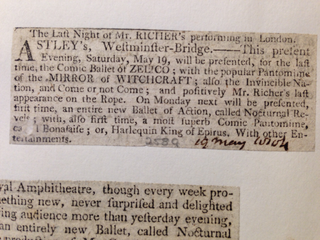 The Last Night of Mr. RICHER's performing in London.
ASTLEY's, Westminster-Bridge.——This present
Evening, Saturday, May 19, will be presented, for the last
time, the Comic Ballet of ZELICO; with the popular Pantomime
of the MIRROR of WITCHCRAFT; also the Invincible Na-
tion, and Come or not Come; and positively Mr. Richer's last
appearance on the Rope. On Monday next will be presented,
first time, an entire new Ballet of Action, called Nocturnal Re-
vels; with, also first time, a most superb Comic Pantomime,
Bonasise; or, Harlequin King of Epirus. With other En-
tertainments.
19 may
Amphitheatre, though every week pro-
something new, never surprised and delighted
audience more than yesterday evening,
an entirely new Ballet, called Nocturnal